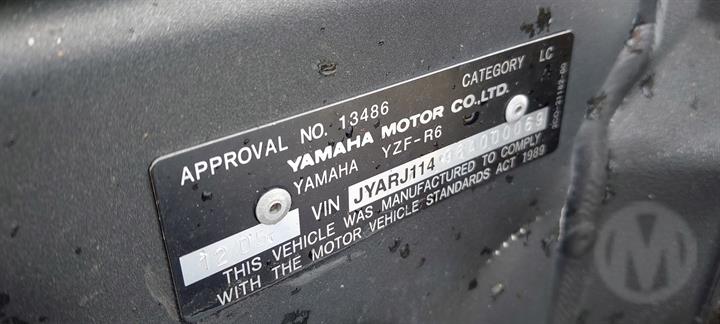 APPROVAL NO. 13486 CATEGORY LC
YAMAHA MOTOR CO.,LTD.
YAMAHA YZF-R6
VIN JYARJ114
THIS VEHICLE WAS MANUFACTURED TO COMPLY
WITH THE MOTOR VEHICLE STANDARDS ACT 1989
M